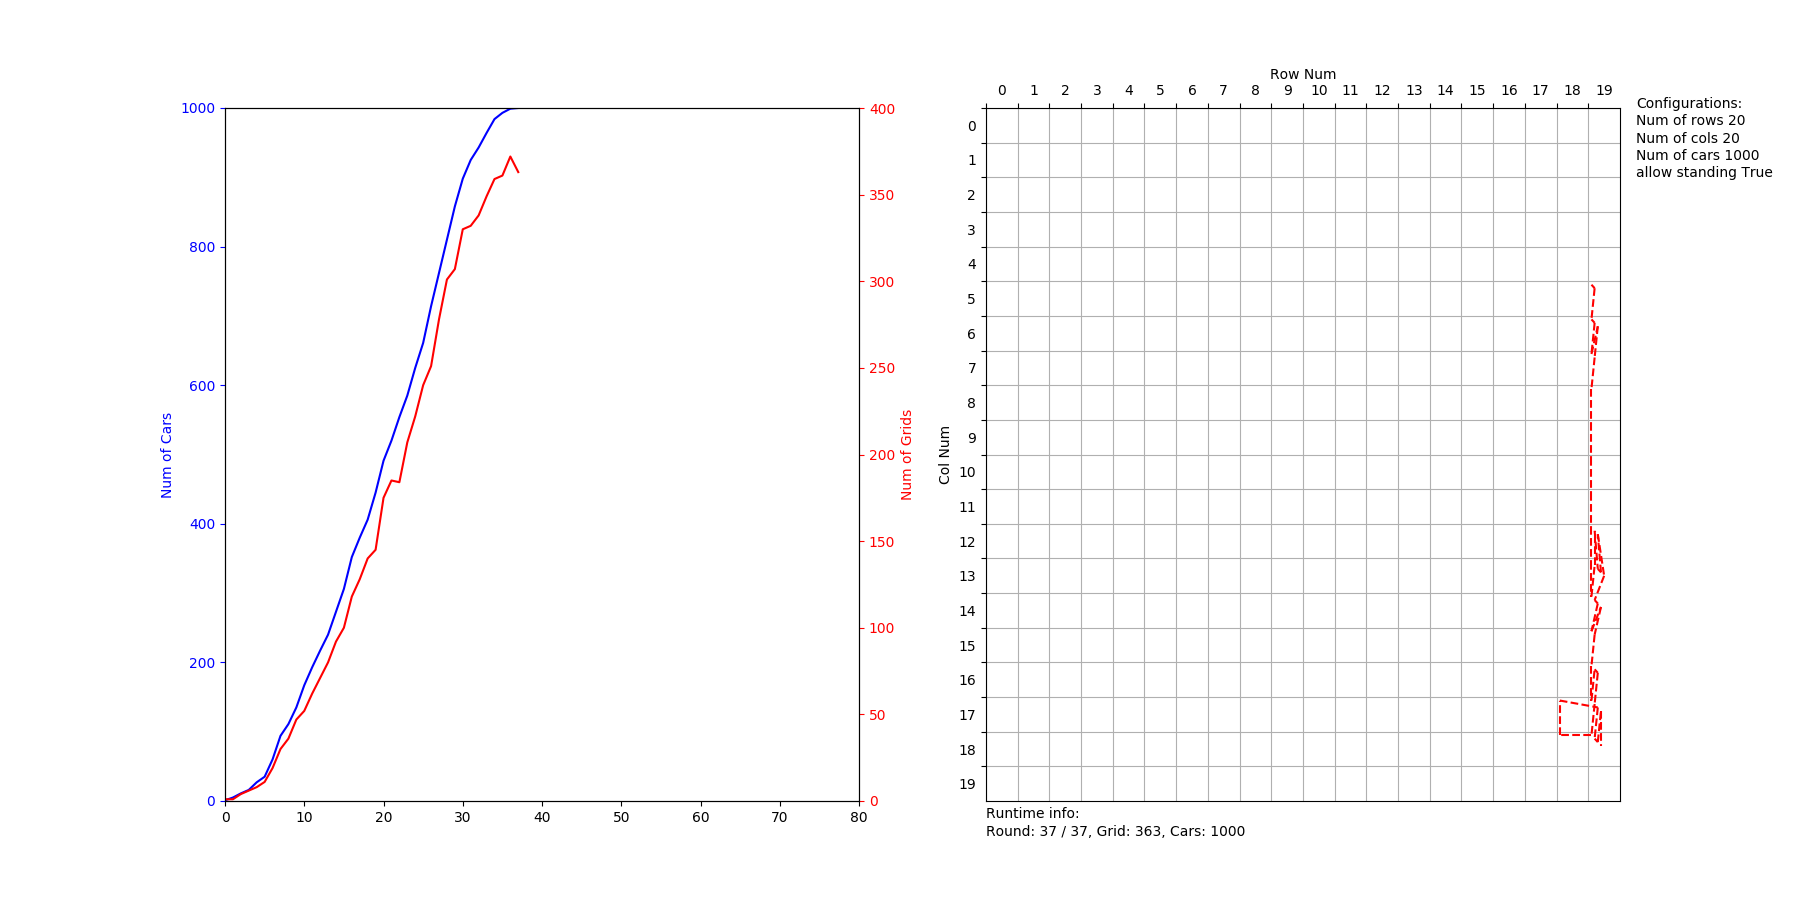 1000
800
600
400
200
0
Num of Cars
0 10 20 30 40 50 60 70 80
400
350
300
250
200
150
100
50
0
Num of Grids
Row Num
0 1 2 3 4 5 6 7 8 9 10 11 12 13 14 15 16 17 18 19
Col Num
0
1
2
3
4
5
6
7
8
9
10
11
12
13
14
15
16
17
18
19
Configurations:
Num of rows 20
Num of cols 20
Num of cars 1000
allow standing True
Runtime info:
Round: 37 / 37, Grid: 363, Cars: 1000